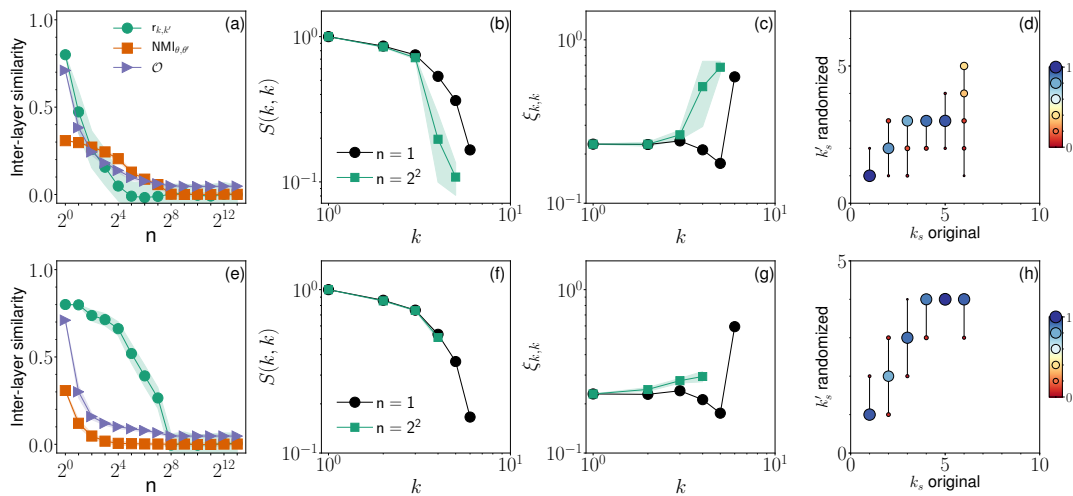 (a)
1.0
0.5
0.0
Inter-layer similarity
r_{k,k'}
NMI_{θ,θ'}
𝒪
2^0 2^4 2^8 2^12
n
(b)
10^0
10^{-1}
S(k, k)
n = 1
n = 2^2
10^0 10^1
k
(c)
10^0
10^{-1}
ξ_{k,k}
10^0 10^1
k
(d)
5
0
k'_s randomized
0 5 10
k_s original
1
0
(e)
1.0
0.5
0.0
Inter-layer similarity
2^0 2^4 2^8 2^12
n
(f)
10^0
10^{-1}
S(k, k)
n = 1
n = 2^2
10^0 10^1
k
(g)
10^0
10^{-1}
ξ_{k,k}
10^0 10^1
k
(h)
5
0
k'_s randomized
0 5 10
k_s original
1
0